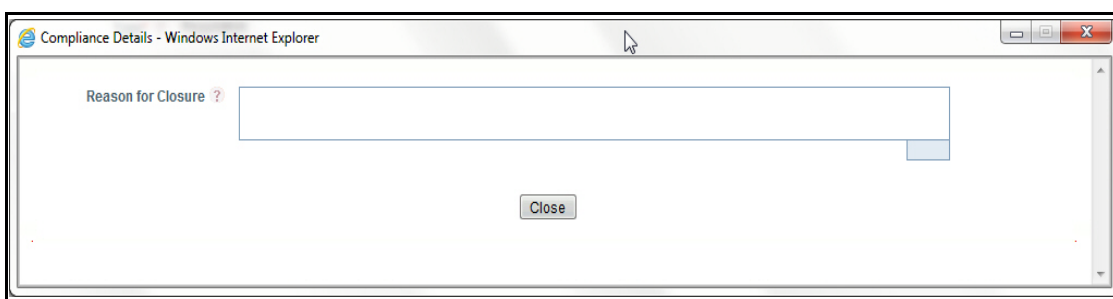 Compliance Details - Windows Internet Explorer
Reason for Closure ?
Close